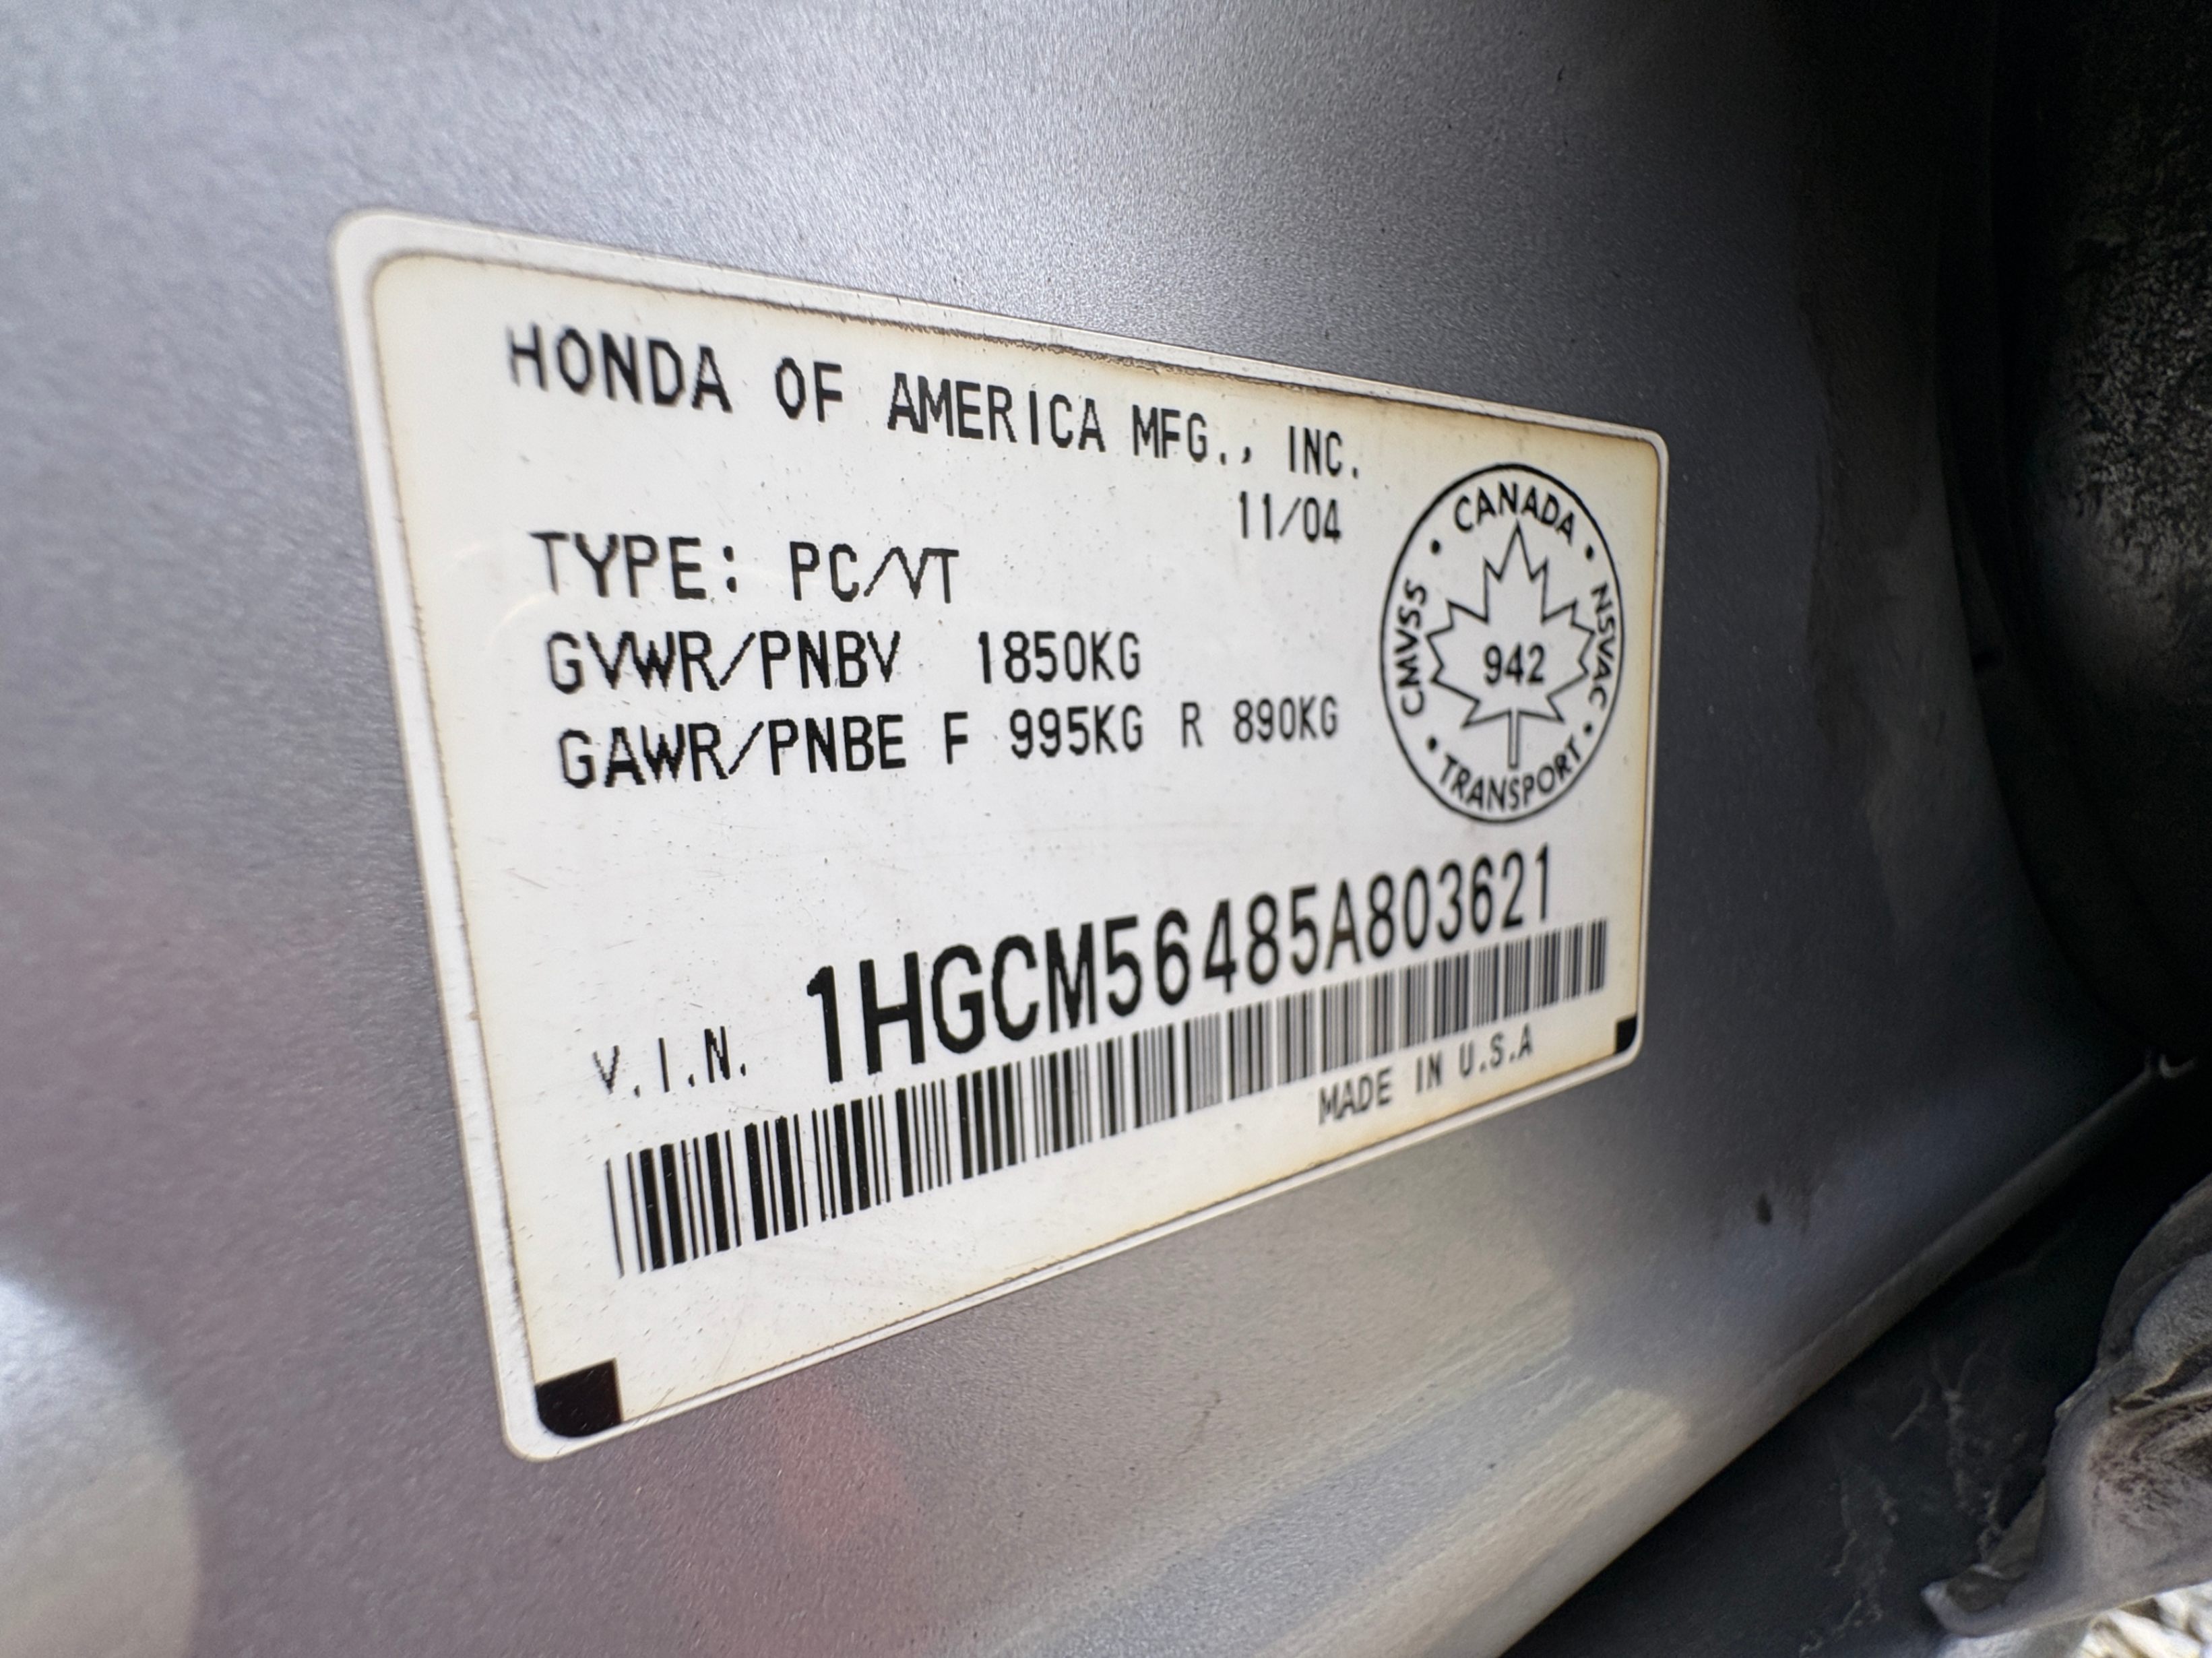 HONDA OF AMERICA MFG., INC.
11/04
TYPE: PC/VT
GVWR/PNBV 1850KG
GAWR/PNBE F 995KG R 890KG
CANADA • NSVAC • TRANSPORT • CMVSS •
942
V.I.N. 1HGCM56485A803621
MADE IN U.S.A